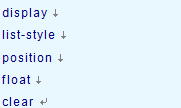 display ↓
list-style ↓
position ↓
float ↓
clear ↵